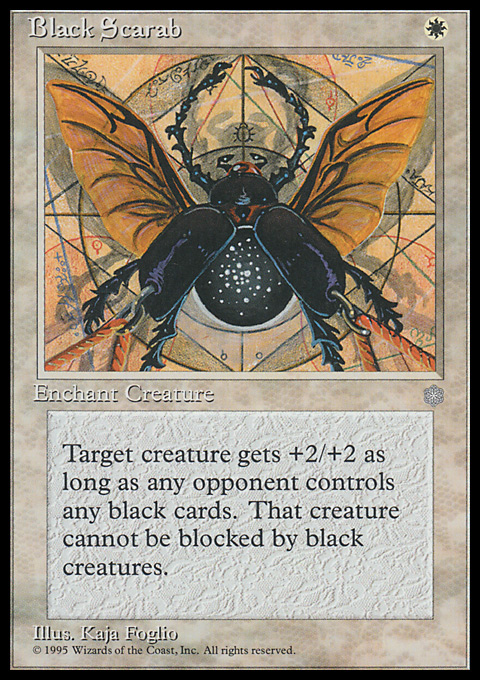 Black Scarab
Enchant Creature
Target creature gets +2/+2 as
long as any opponent controls
any black cards. That creature
cannot be blocked by black
creatures.
Illus. Kaja Foglio
© 1995 Wizards of the Coast, Inc. All rights reserved.